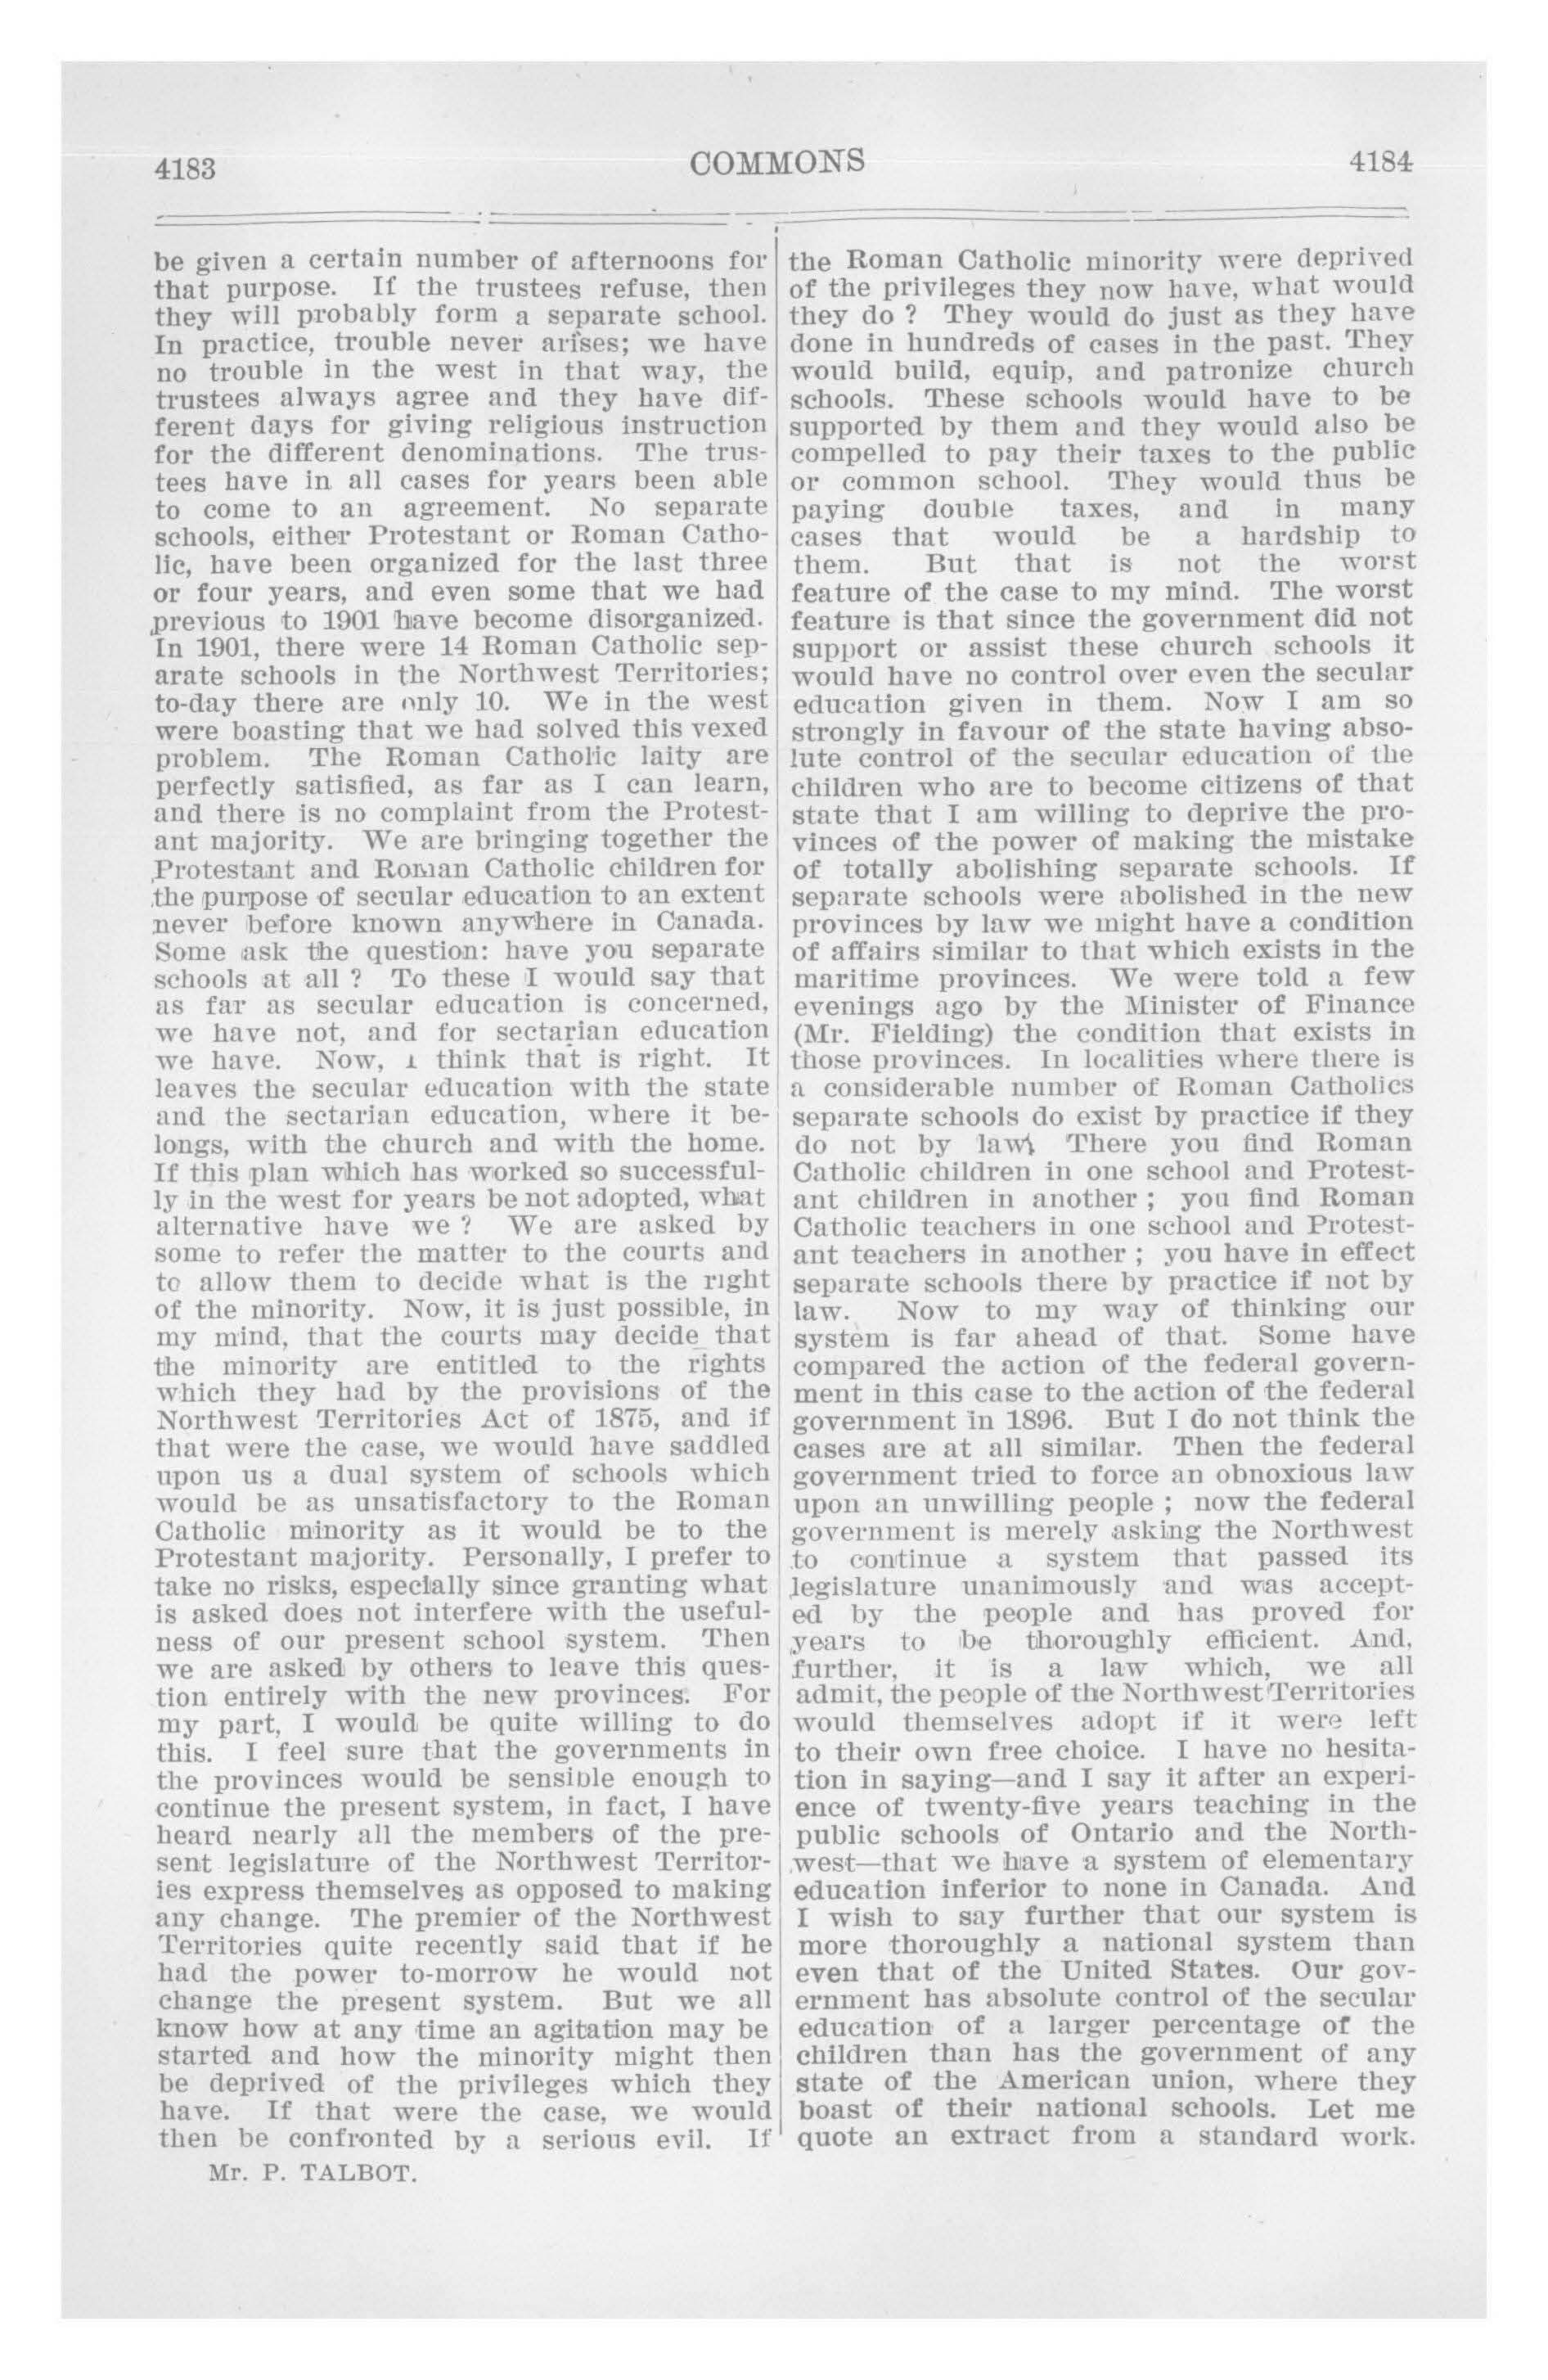 4183
COMMONS
4184
be given a certain number of afternoons for
that purpose. If the trustees refuse, then
they will probably form a separate school.
In practice, trouble never arises; we have
no trouble in the west in that way, the
trustees always agree and they have dif-
ferent days for giving religious instruction
for the different denominations. The trus-
tees have in all cases for years been able
to come to an agreement. No separate
schools, either Protestant or Roman Catho-
lic, have been organized for the last three
or four years, and even some that we had
previous to 1901 have become disorganized.
In 1901, there were 14 Roman Catholic sep-
arate schools in the Northwest Territories;
to-day there are only 10. We in the west
were boasting that we had solved this vexed
problem. The Roman Catholic laity are
perfectly satisfied, as far as I can learn,
and there is no complaint from the Protest-
ant majority. We are bringing together the
Protestant and Roman Catholic children for
the purpose of secular education to an extent
never before known anywhere in Canada.
Some ask the question: have you separate
schools at all ? To these I would say that
as far as secular education is concerned,
we have not, and for sectarian education
we have. Now, I think that is right. It
leaves the secular education with the state
and the sectarian education, where it be-
longs, with the church and with the home.
If this plan which has worked so successful-
ly in the west for years be not adopted, what
alternative have we ? We are asked by
some to refer the matter to the courts and
to allow them to decide what is the right
of the minority. Now, it is just possible, in
my mind, that the courts may decide that
the minority are entitled to the rights
which they had by the provisions of the
Northwest Territories Act of 1875, and if
that were the case, we would have saddled
upon us a dual system of schools which
would be as unsatisfactory to the Roman
Catholic minority as it would be to the
Protestant majority. Personally, I prefer to
take no risks, especially since granting what
is asked does not interfere with the useful-
ness of our present school system. Then
we are asked by others to leave this ques-
tion entirely with the new provinces. For
my part, I would be quite willing to do
this. I feel sure that the governments in
the provinces would be sensible enough to
continue the present system, in fact, I have
heard nearly all the members of the pre-
sent legislature of the Northwest Territor-
ies express themselves as opposed to making
any change. The premier of the Northwest
Territories quite recently said that if he
had the power to-morrow he would not
change the present system. But we all
know how at any time an agitation may be
started and how the minority might then
be deprived of the privileges which they
have. If that were the case, we would
then be confronted by a serious evil. If
Mr. P. TALBOT.
the Roman Catholic minority were deprived
of the privileges they now have, what would
they do ? They would do just as they have
done in hundreds of cases in the past. They
would build, equip, and patronize church
schools. These schools would have to be
supported by them and they would also be
compelled to pay their taxes to the public
or common school. They would thus be
paying double taxes, and in many
cases that would be a hardship to
them. But that is not the worst
feature of the case to my mind. The worst
feature is that since the government did not
support or assist these church schools it
would have no control over even the secular
education given in them. Now I am so
strongly in favour of the state having abso-
lute control of the secular education of the
children who are to become citizens of that
state that I am willing to deprive the pro-
vinces of the power of making the mistake
of totally abolishing separate schools. If
separate schools were abolished in the new
provinces by law we might have a condition
of affairs similar to that which exists in the
maritime provinces. We were told a few
evenings ago by the Minister of Finance
(Mr. Fielding) the condition that exists in
those provinces. In localities where there is
a considerable number of Roman Catholics
separate schools do exist by practice if they
do not by law. There you find Roman
Catholic children in one school and Protest-
ant children in another ; you find Roman
Catholic teachers in one school and Protest-
ant teachers in another ; you have in effect
separate schools there by practice if not by
law. Now to my way of thinking our
system is far ahead of that. Some have
compared the action of the federal govern-
ment in this case to the action of the federal
government in 1896. But I do not think the
cases are at all similar. Then the federal
government tried to force an obnoxious law
upon an unwilling people ; now the federal
government is merely asking the Northwest
to continue a system that passed its
legislature unanimously and was accept-
ed by the people and has proved for
years to be thoroughly efficient. And,
further, it is a law which, we all
admit, the people of the Northwest Territories
would themselves adopt if it were left
to their own free choice. I have no hesita-
tion in saying—and I say it after an experi-
ence of twenty-five years teaching in the
public schools of Ontario and the North-
west—that we have a system of elementary
education inferior to none in Canada. And
I wish to say further that our system is
more thoroughly a national system than
even that of the United States. Our gov-
ernment has absolute control of the secular
education of a larger percentage of the
children than has the government of any
state of the American union, where they
boast of their national schools. Let me
quote an extract from a standard work.